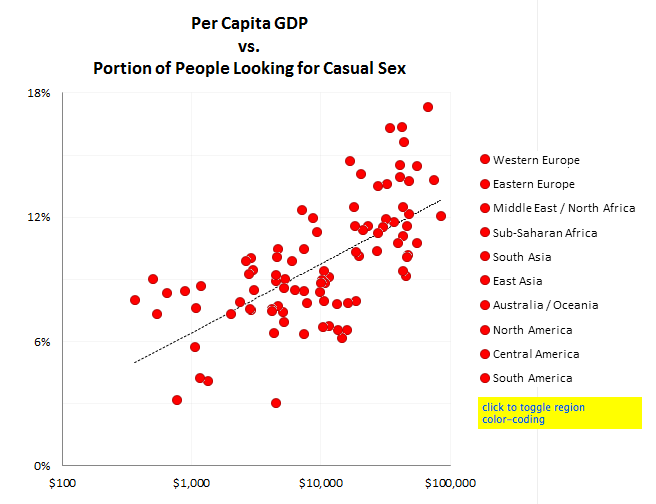 Per Capita GDP
vs.
Portion of People Looking for Casual Sex
18%
12%
6%
0%
$100
$1,000
$10,000
$100,000
Western Europe
Eastern Europe
Middle East / North Africa
Sub-Saharan Africa
South Asia
East Asia
Australia / Oceania
North America
Central America
South America
click to toggle region
color-coding